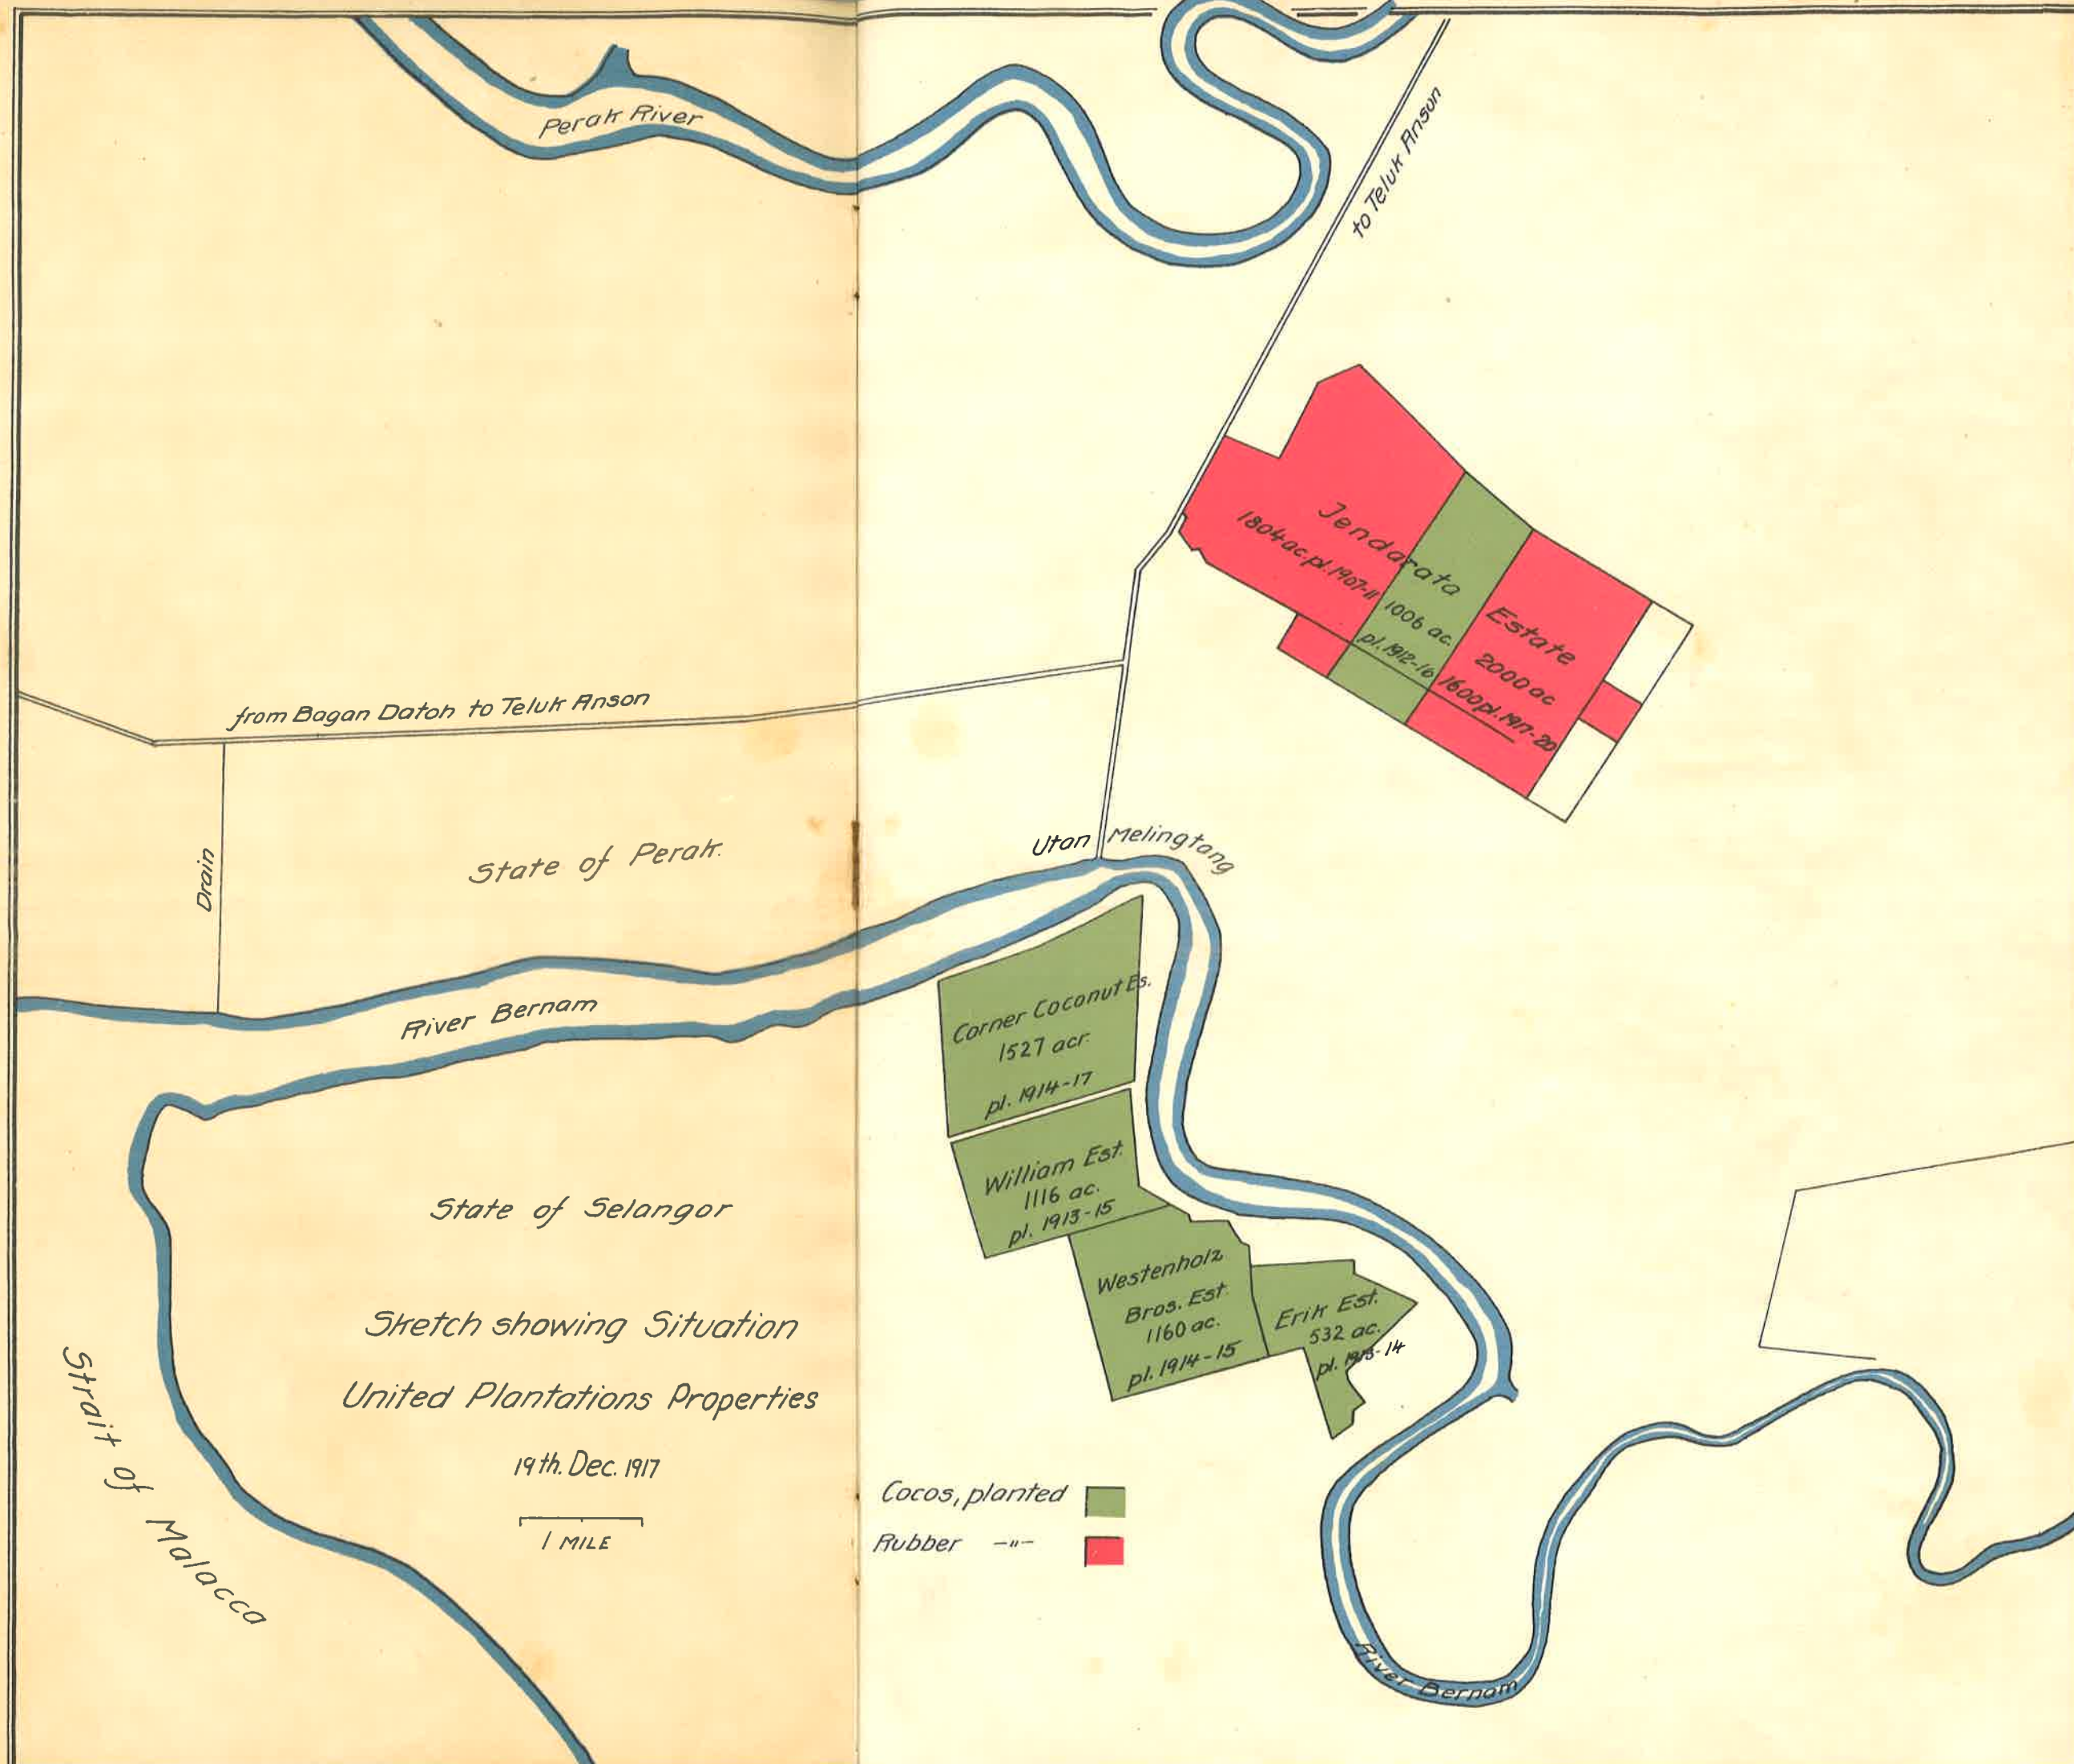 Perak River
to Teluk Anson
Jendarata Estate
1804 ac. pl. 1907-11
1006 ac.
pl. 1912-16
2000 ac
1600 pl. 1917-20
from Bagan Datoh to Teluk Anson
Drain
State of Perak.
Utan Melingtang
River Bernam
Corner Coconut Es.
1527 acr.
pl. 1914-17
William Est.
1116 ac.
pl. 1913-15
Westenholz
Bros. Est.
1160 ac.
pl. 1914-15
Erik Est.
532 ac.
pl. 1913-14
State of Selangor
Sketch showing Situation
United Plantations Properties
19th. Dec. 1917
1 MILE
Strait of Malacca
Cocos, planted
Rubber -"-
River Bernam